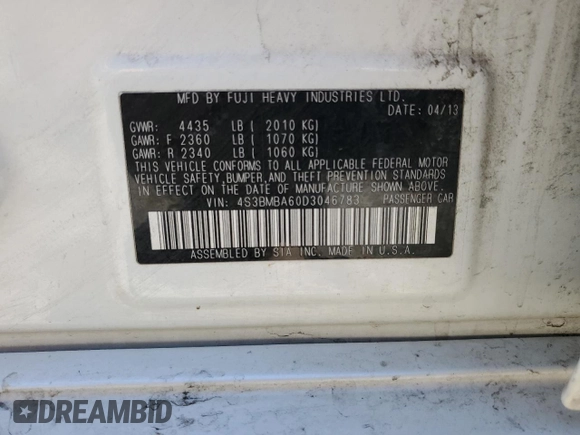 MFD BY FUJI HEAVY INDUSTRIES LTD.
DATE: 04/13
GVWR: 4435 LB ( 2010 KG)
GAWR: F 2360 LB ( 1070 KG)
GAWR: R 2340 LB ( 1060 KG)
THIS VEHICLE CONFORMS TO ALL APPLICABLE FEDERAL MOTOR
VEHICLE SAFETY, BUMPER, AND THEFT PREVENTION STANDARDS
IN EFFECT ON THE DATE OF MANUFACTURE SHOWN ABOVE.
VIN: 4S3BMBA60D3046783 PASSENGER CAR
ASSEMBLED BY SIA INC. MADE IN U.S.A.
DREAMBID